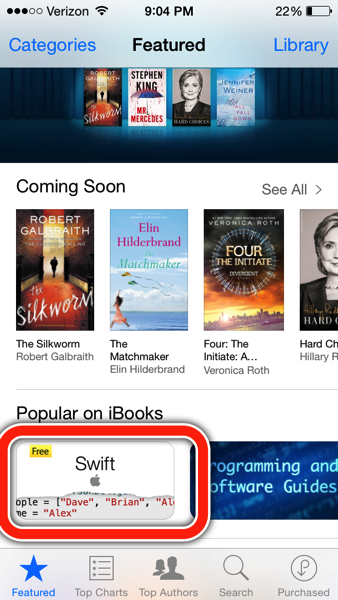 Verizon 9:04 PM 22%
Categories Featured Library
ROBERT GALBRAITH
The Silkworm
STEPHEN KING
MR. MERCEDES
HARD CHOICES
JENNIFER WEINER
ALL FALL DOWN
Coming Soon
See All >
ROBERT GALBRAITH
The Silkworm
Elin Hilderbrand
The Matchmaker
VERONICA ROTH
FOUR
THE INITIATE
A DIVERGENT STORY
HARD
The Silkworm
Robert Galbraith
The Matchmaker
Elin Hilderbrand
Four: The Initiate: A...
Veronica Roth
Hard Ch
Hillary R
Popular on iBooks
Free
Swift
ople = ["Dave", "Brian", "Al
me = "Alex"
rogramming and
oftware Guides
Featured
Top Charts
Top Authors
Search
Purchased